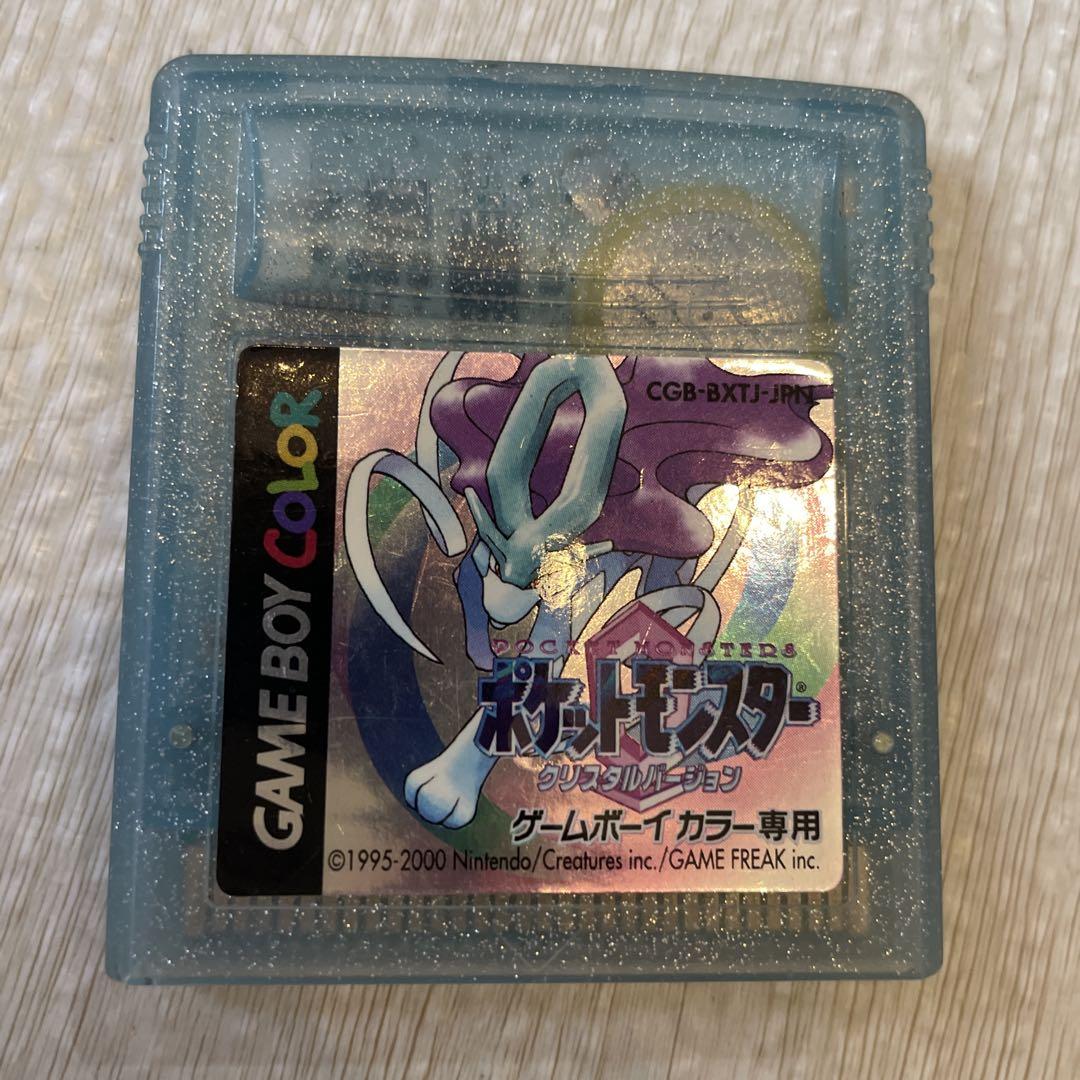 GAME BOY COLOR
CGB-BXTJ-JPN
POCKET MONSTERS
ポケットモンスター®
クリスタルバージョン
ゲームボーイカラー専用
©1995-2000 Nintendo/Creatures inc./GAME FREAK inc.